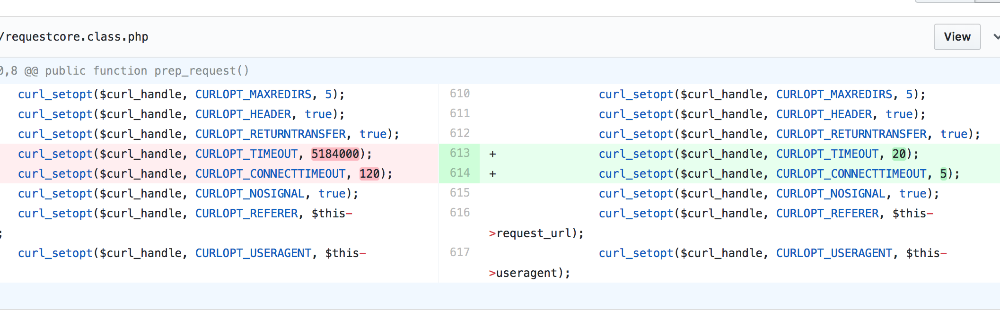 /requestcore.class.php
View
0,8 @@ public function prep_request()
curl_setopt($curl_handle, CURLOPT_MAXREDIRS, 5);
610 curl_setopt($curl_handle, CURLOPT_MAXREDIRS, 5);
curl_setopt($curl_handle, CURLOPT_HEADER, true);
611 curl_setopt($curl_handle, CURLOPT_HEADER, true);
curl_setopt($curl_handle, CURLOPT_RETURNTRANSFER, true);
612 curl_setopt($curl_handle, CURLOPT_RETURNTRANSFER, true);
curl_setopt($curl_handle, CURLOPT_TIMEOUT, 5184000);
613 + curl_setopt($curl_handle, CURLOPT_TIMEOUT, 20);
curl_setopt($curl_handle, CURLOPT_CONNECTTIMEOUT, 120);
614 + curl_setopt($curl_handle, CURLOPT_CONNECTTIMEOUT, 5);
curl_setopt($curl_handle, CURLOPT_NOSIGNAL, true);
615 curl_setopt($curl_handle, CURLOPT_NOSIGNAL, true);
curl_setopt($curl_handle, CURLOPT_REFERER, $this-
616 curl_setopt($curl_handle, CURLOPT_REFERER, $this-
;
>request_url);
curl_setopt($curl_handle, CURLOPT_USERAGENT, $this-
617 curl_setopt($curl_handle, CURLOPT_USERAGENT, $this-
>useragent);